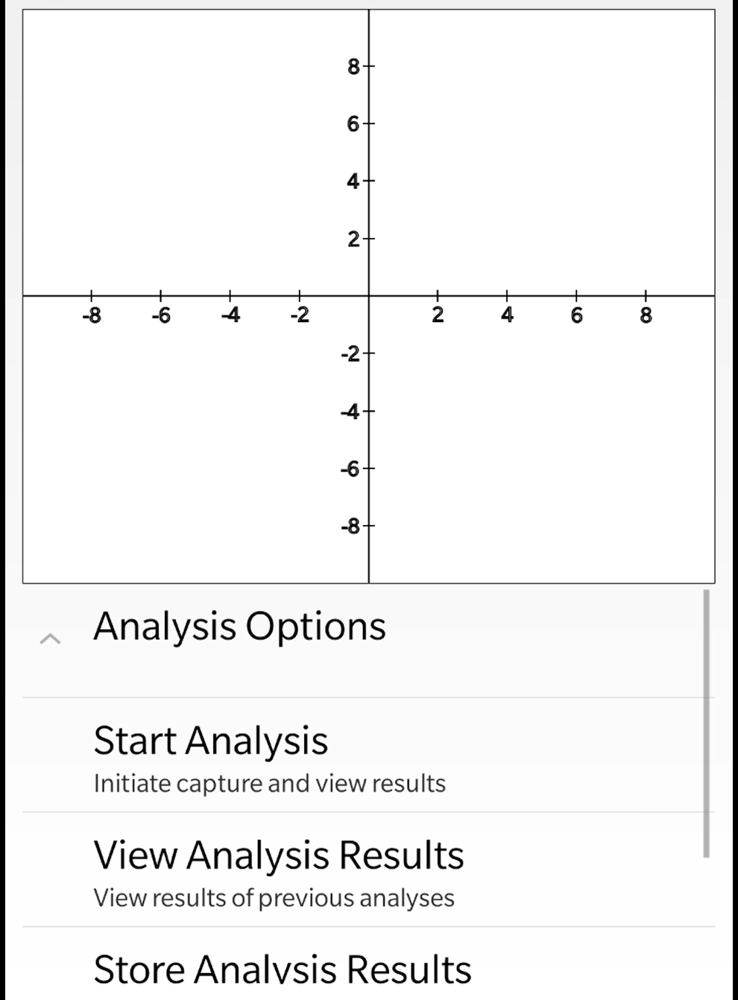 8
6
4
2
-8 -6 -4 -2 2 4 6 8
-2
-4
-6
-8
Analysis Options
Start Analysis
Initiate capture and view results
View Analysis Results
View results of previous analyses
Store Analysis Results